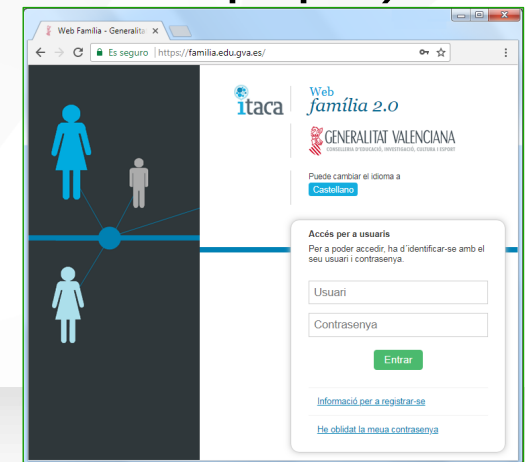 Web Família - Generalita
Es seguro | https://familia.edu.gva.es/
itaca
Web
família 2.0
GENERALITAT VALENCIANA
CONSELLERIA D'EDUCACIÓ, INVESTIGACIÓ, CULTURA I ESPORT
Puede cambiar el idioma a
Castellano
Accés per a usuaris
Per a poder accedir, ha d´identificar-se amb el
seu usuari i contrasenya.
Usuari
Contrasenya
Entrar
Informació per a registrar-se
He oblidat la meua contrasenya